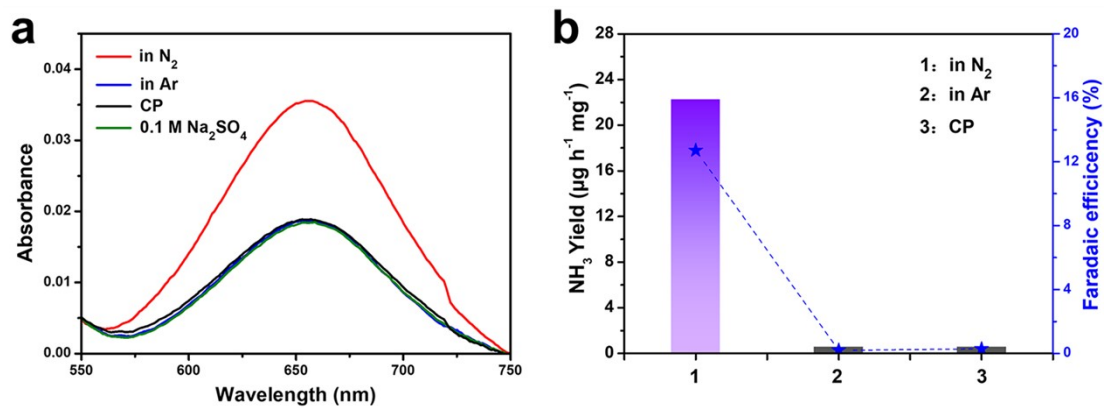 a
in N₂
in Ar
CP
0.1 M Na₂SO₄
0.04
0.03
0.02
0.01
0.00
Absorbance
550
600
650
700
750
Wavelength (nm)
b
1：in N₂
2：in Ar
3：CP
28
24
20
16
12
8
4
0
NH₃ Yield (μg h⁻¹ mg⁻¹)
20
16
12
8
4
0
Faradaic efficicency (%)
1
2
3